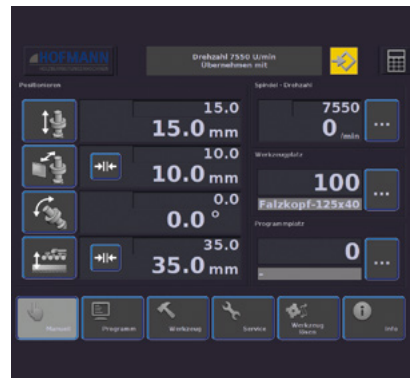 HOFMANN
Drehzahl 7550 U/min
Übernehmen mit
Positionieren
Spindel - Drehzahl
15.0
15.0 mm
7550
0 /min
...
10.0
10.0 mm
Werkzeugplatz
100
Falzkopf-125x40
...
0.0
0.0 °
Programmplatz
35.0
35.0 mm
0
-
...
Manuell
Programm
Werkzeug
Service
Werkzeug
lösen
Info